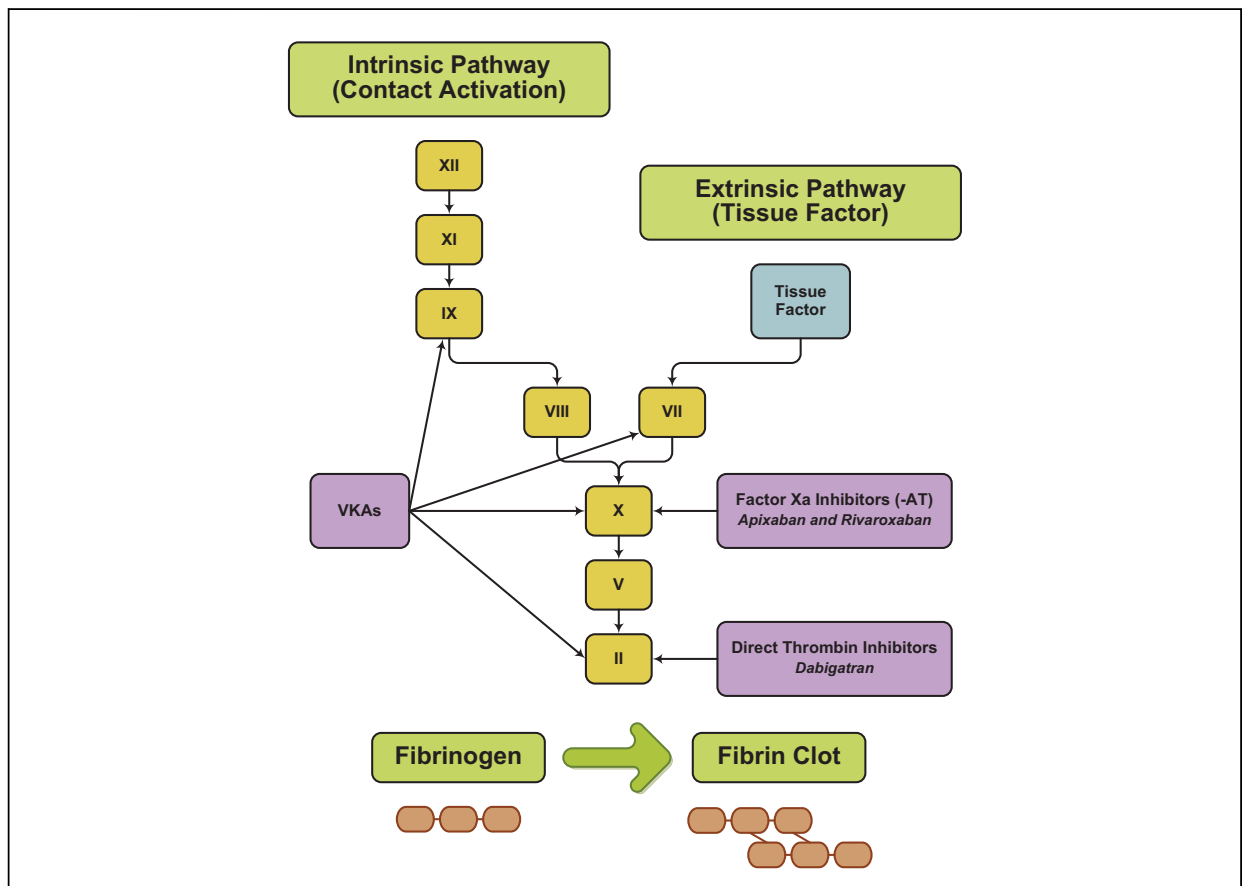 Intrinsic Pathway
(Contact Activation)
XII
Extrinsic Pathway
(Tissue Factor)
XI
Tissue
Factor
IX
VIII
VII
VKAs
X
Factor Xa Inhibitors (-AT)
Apixaban and Rivaroxaban
V
II
Direct Thrombin Inhibitors
Dabigatran
Fibrinogen
Fibrin Clot